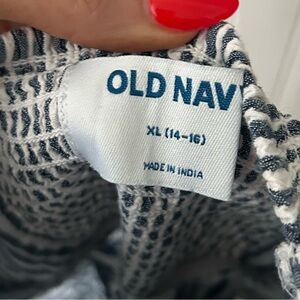 OLD NAV
XL (14-16)
MADE IN INDIA